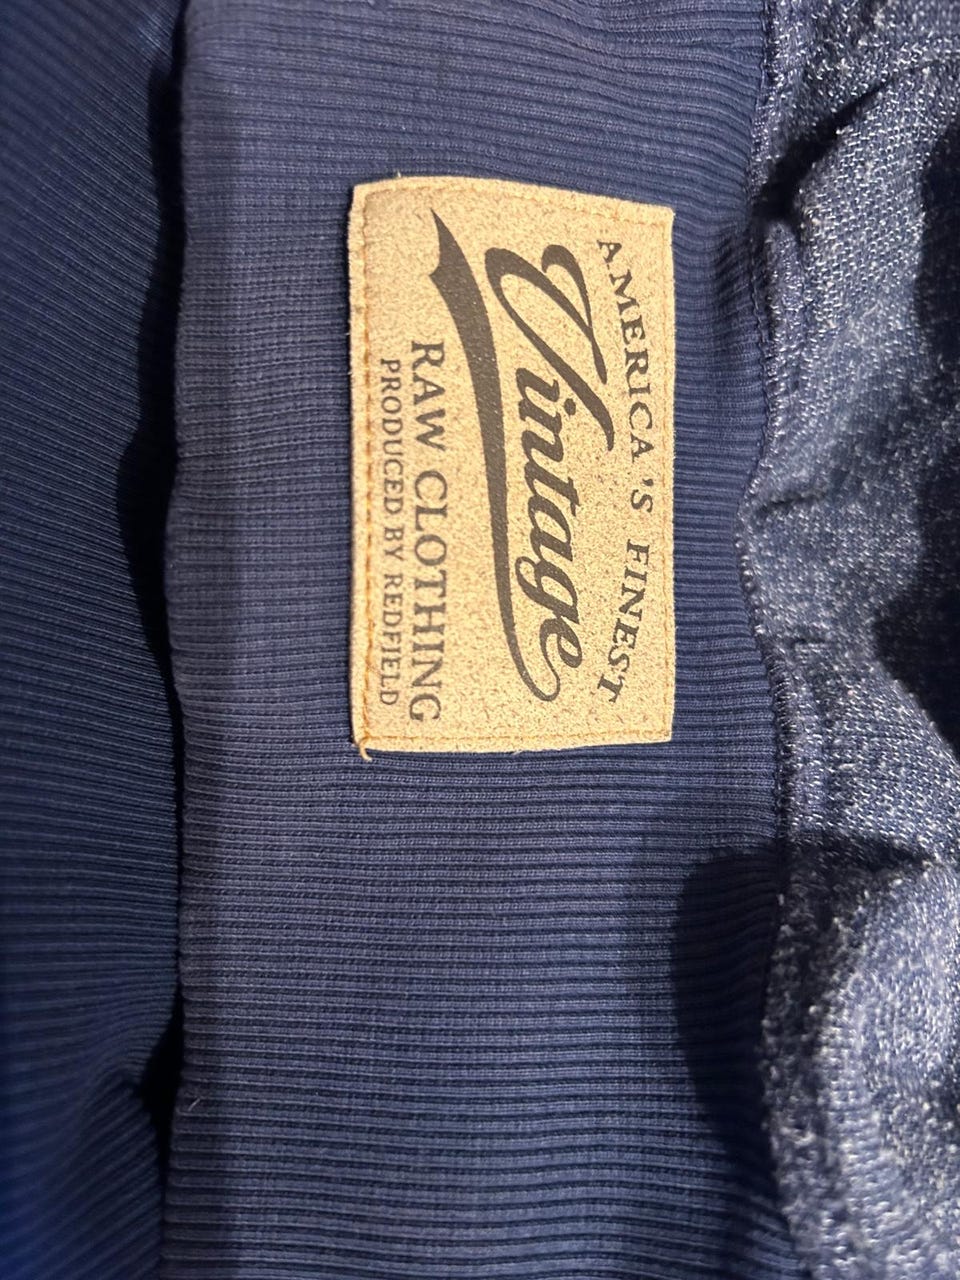 AMERICA'S FINEST
Vintage
RAW CLOTHING
PRODUCED BY REDFIELD